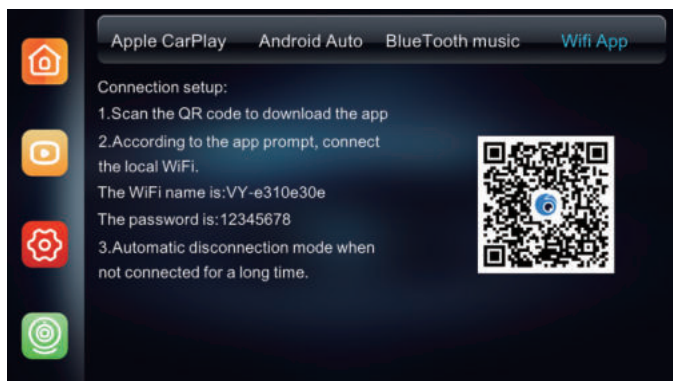 Apple CarPlay Android Auto BlueTooth music Wifi App
Connection setup:
1.Scan the QR code to download the app
2.According to the app prompt, connect
the local WiFi.
The WiFi name is:VY-e310e30e
The password is:12345678
3.Automatic disconnection mode when
not connected for a long time.